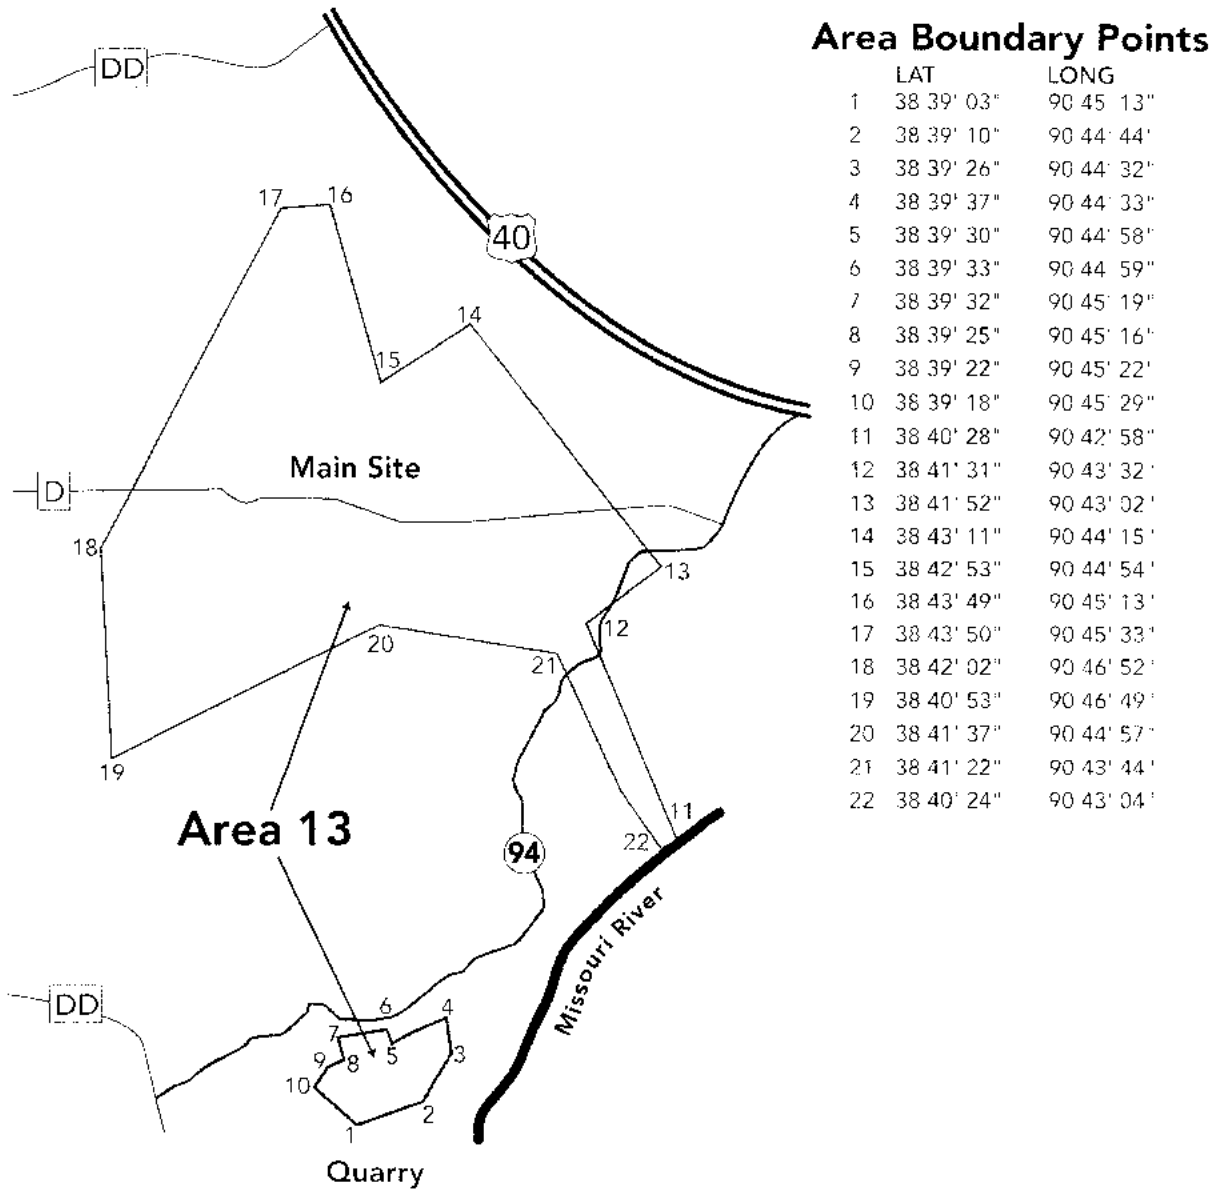 Area Boundary Points
LAT LONG
1 38 39' 03" 90 45' 13"
2 38 39' 10" 90 44' 44'
3 38 39' 26" 90 44' 32'
4 38 39' 37" 90 44' 33'
5 38 39' 30" 90 44' 58"
6 38 39' 33" 90 44 59"
7 38 39' 32" 90 45' 19"
8 38 39' 25" 90 45' 16"
9 38 39' 22" 90 45' 22'
10 38 39' 18" 90 45' 29"
11 38 40' 28" 90 42' 58"
12 38 41' 31" 90 43' 32'
13 38 41' 52" 90 43' 02'
14 38 43' 11" 90 44' 15'
15 38 42' 53" 90 44' 54'
16 38 43' 49" 90 45' 13'
17 38 43' 50" 90 45' 33'
18 38 42' 02" 90 46' 52'
19 38 40' 53" 90 46' 49'
20 38 41' 37" 90 44' 57"
21 38 41' 22" 90 43' 44'
22 38 40' 24" 90 43' 04'
DD
17 16
40
14
15
Main Site
D
18
13
12
20
21
19
11
Area 13
22
94
Missouri River
DD
6 4
7
5 3
9 8
10
2
1
Quarry